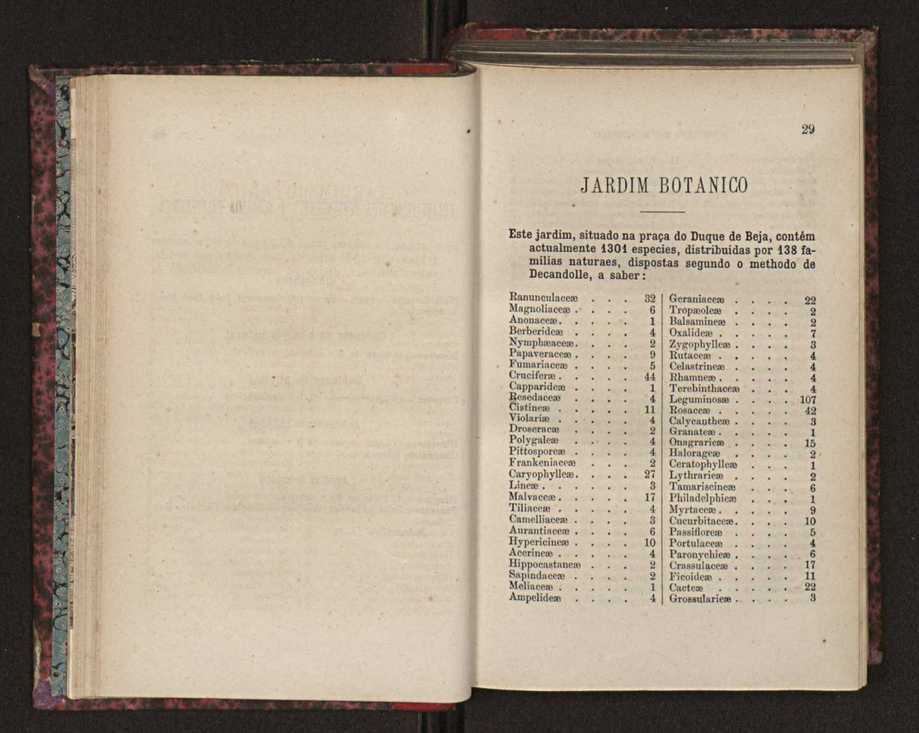 29
JARDIM BOTANICO
Este jardim, situado na praça do Duque de Beja, contém
actualmente 1301 especies, distribuidas por 138 fa-
milias naturaes, dispostas segundo o methodo de
Decandolle, a saber:
Ranunculaceæ . . . 32
Magnoliaceæ . . . . 6
Anonaceæ . . . . . 1
Berberideæ . . . . 4
Nymphæaceæ . . . . 2
Papaveraceæ . . . . 9
Fumariaceæ . . . . 5
Cruciferæ . . . . . 44
Capparideæ . . . . 1
Resedaceæ . . . . 4
Cistineæ . . . . . 11
Violariæ . . . . . 4
Droseraceæ . . . . 2
Polygaleæ . . . . 4
Pittosporeæ . . . . 4
Frankeniaceæ . . . 2
Caryophylleæ . . . . 27
Lineæ . . . . . . 3
Malvaceæ . . . . . 17
Tiliaceæ . . . . . 4
Camelliaceæ . . . . 3
Aurantiaceæ . . . . 6
Hypericineæ . . . . 10
Acerineæ . . . . . 4
Hippocastaneæ . . . 2
Sapindaceæ . . . . 2
Meliaceæ . . . . . 1
Ampelideæ . . . . 4
Geraniaceæ . . . . 22
Tropæoleæ . . . . 2
Balsamineæ . . . . 2
Oxalideæ . . . . . 7
Zygophylleæ . . . . 3
Rutaceæ . . . . . 4
Celastrineæ . . . . 4
Rhamneæ . . . . . 4
Terebinthaceæ . . . 4
Leguminosæ . . . . 107
Rosaceæ . . . . . 42
Calycantheæ . . . . 3
Granateæ . . . . . 1
Onagrarieæ . . . . 15
Halorageæ . . . . 2
Ceratophylleæ . . . 1
Lythrarieæ . . . . 2
Tamariscineæ . . . 6
Philadelphieæ . . . 1
Myrtaceæ . . . . . 9
Cucurbitaceæ . . . . 10
Passifloreæ . . . . 5
Portulaceæ . . . . 4
Paronychieæ . . . . 6
Crassulaceæ . . . . 17
Ficoideæ . . . . . 11
Cacteæ . . . . . 22
Grossularieæ . . . . 3